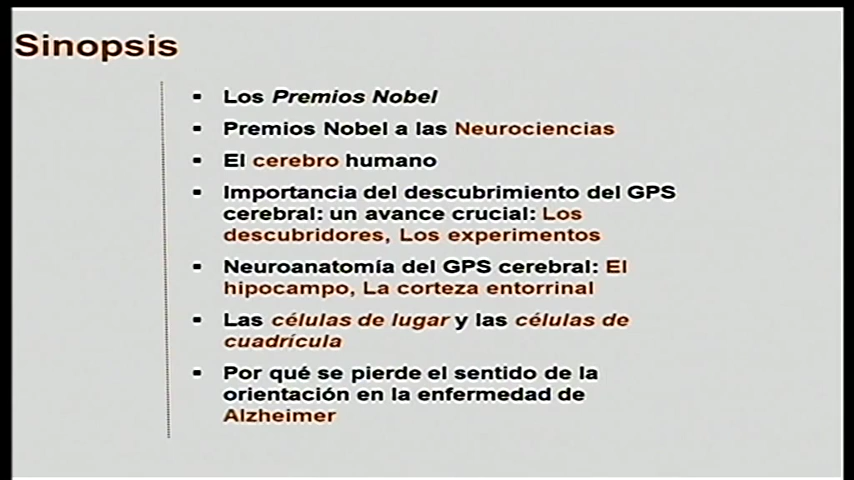 Sinopsis
▪ Los Premios Nobel
▪ Premios Nobel a las Neurociencias
▪ El cerebro humano
▪ Importancia del descubrimiento del GPS
cerebral: un avance crucial: Los
descubridores, Los experimentos
▪ Neuroanatomía del GPS cerebral: El
hipocampo, La corteza entorrinal
▪ Las células de lugar y las células de
cuadrícula
▪ Por qué se pierde el sentido de la
orientación en la enfermedad de
Alzheimer